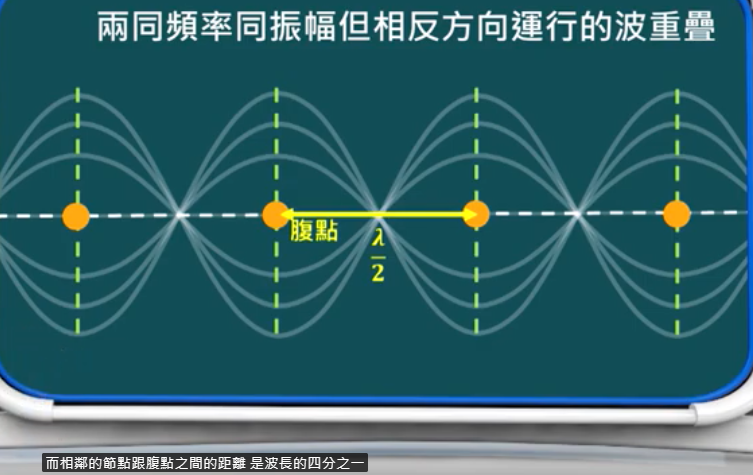 兩同頻率同振幅但相反方向運行的波重疊
腹點
λ
2
而相鄰的節點跟腹點之間的距離 是波長的四分之一